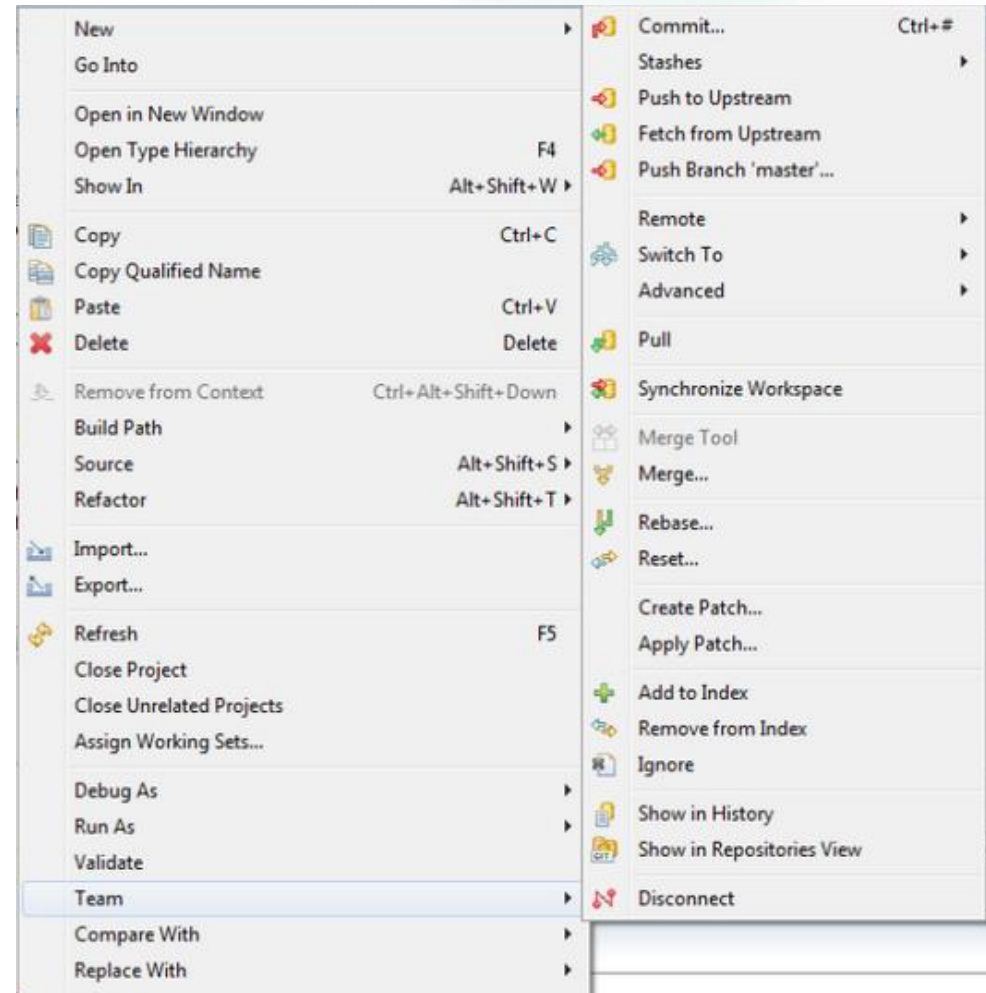 New
Go Into
Open in New Window
Open Type Hierarchy F4
Show In Alt+Shift+W
Copy Ctrl+C
Copy Qualified Name
Paste Ctrl+V
Delete Delete
Remove from Context Ctrl+Alt+Shift+Down
Build Path
Source Alt+Shift+S
Refactor Alt+Shift+T
Import...
Export...
Refresh F5
Close Project
Close Unrelated Projects
Assign Working Sets...
Debug As
Run As
Validate
Team
Compare With
Replace With
Commit... Ctrl+#
Stashes
Push to Upstream
Fetch from Upstream
Push Branch 'master'...
Remote
Switch To
Advanced
Pull
Synchronize Workspace
Merge Tool
Merge...
Rebase...
Reset...
Create Patch...
Apply Patch...
Add to Index
Remove from Index
Ignore
Show in History
GIT Show in Repositories View
Disconnect